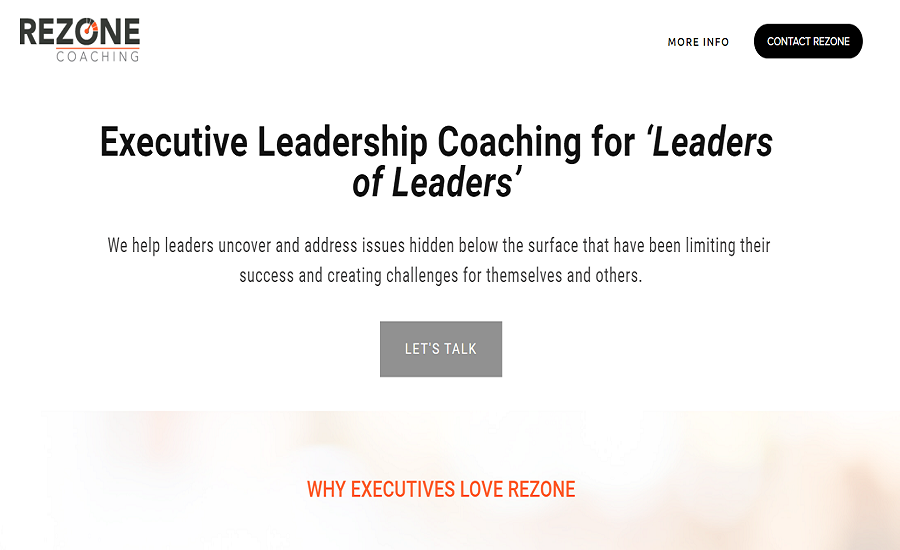 REZONE
COACHING
MORE INFO
CONTACT REZONE
Executive Leadership Coaching for ‘Leaders
of Leaders’
We help leaders uncover and address issues hidden below the surface that have been limiting their
success and creating challenges for themselves and others.
LET'S TALK
WHY EXECUTIVES LOVE REZONE